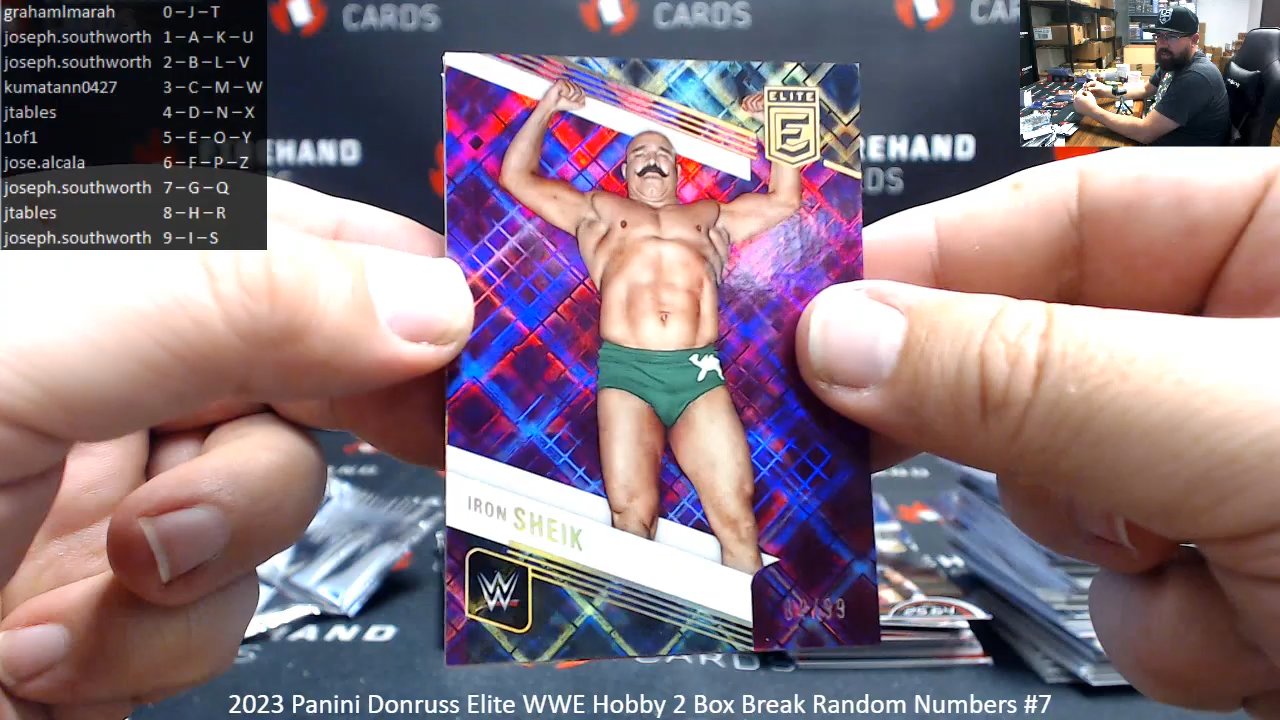 grahamlmarah 0-J-T
joseph.southworth 1-A-K-U
joseph.southworth 2-B-L-V
kumatann0427 3-C-M-W
jtables 4-D-N-X
1of1 5-E-O-Y
jose.alcala 6-F-P-Z
joseph.southworth 7-G-Q
jtables 8-H-R
joseph.southworth 9-I-S
CARDS
CARDS
ELITE
E
CARDS
IRON SHEIK
W
CARDS
2023 Panini Donruss Elite WWE Hobby 2 Box Break Random Numbers #7